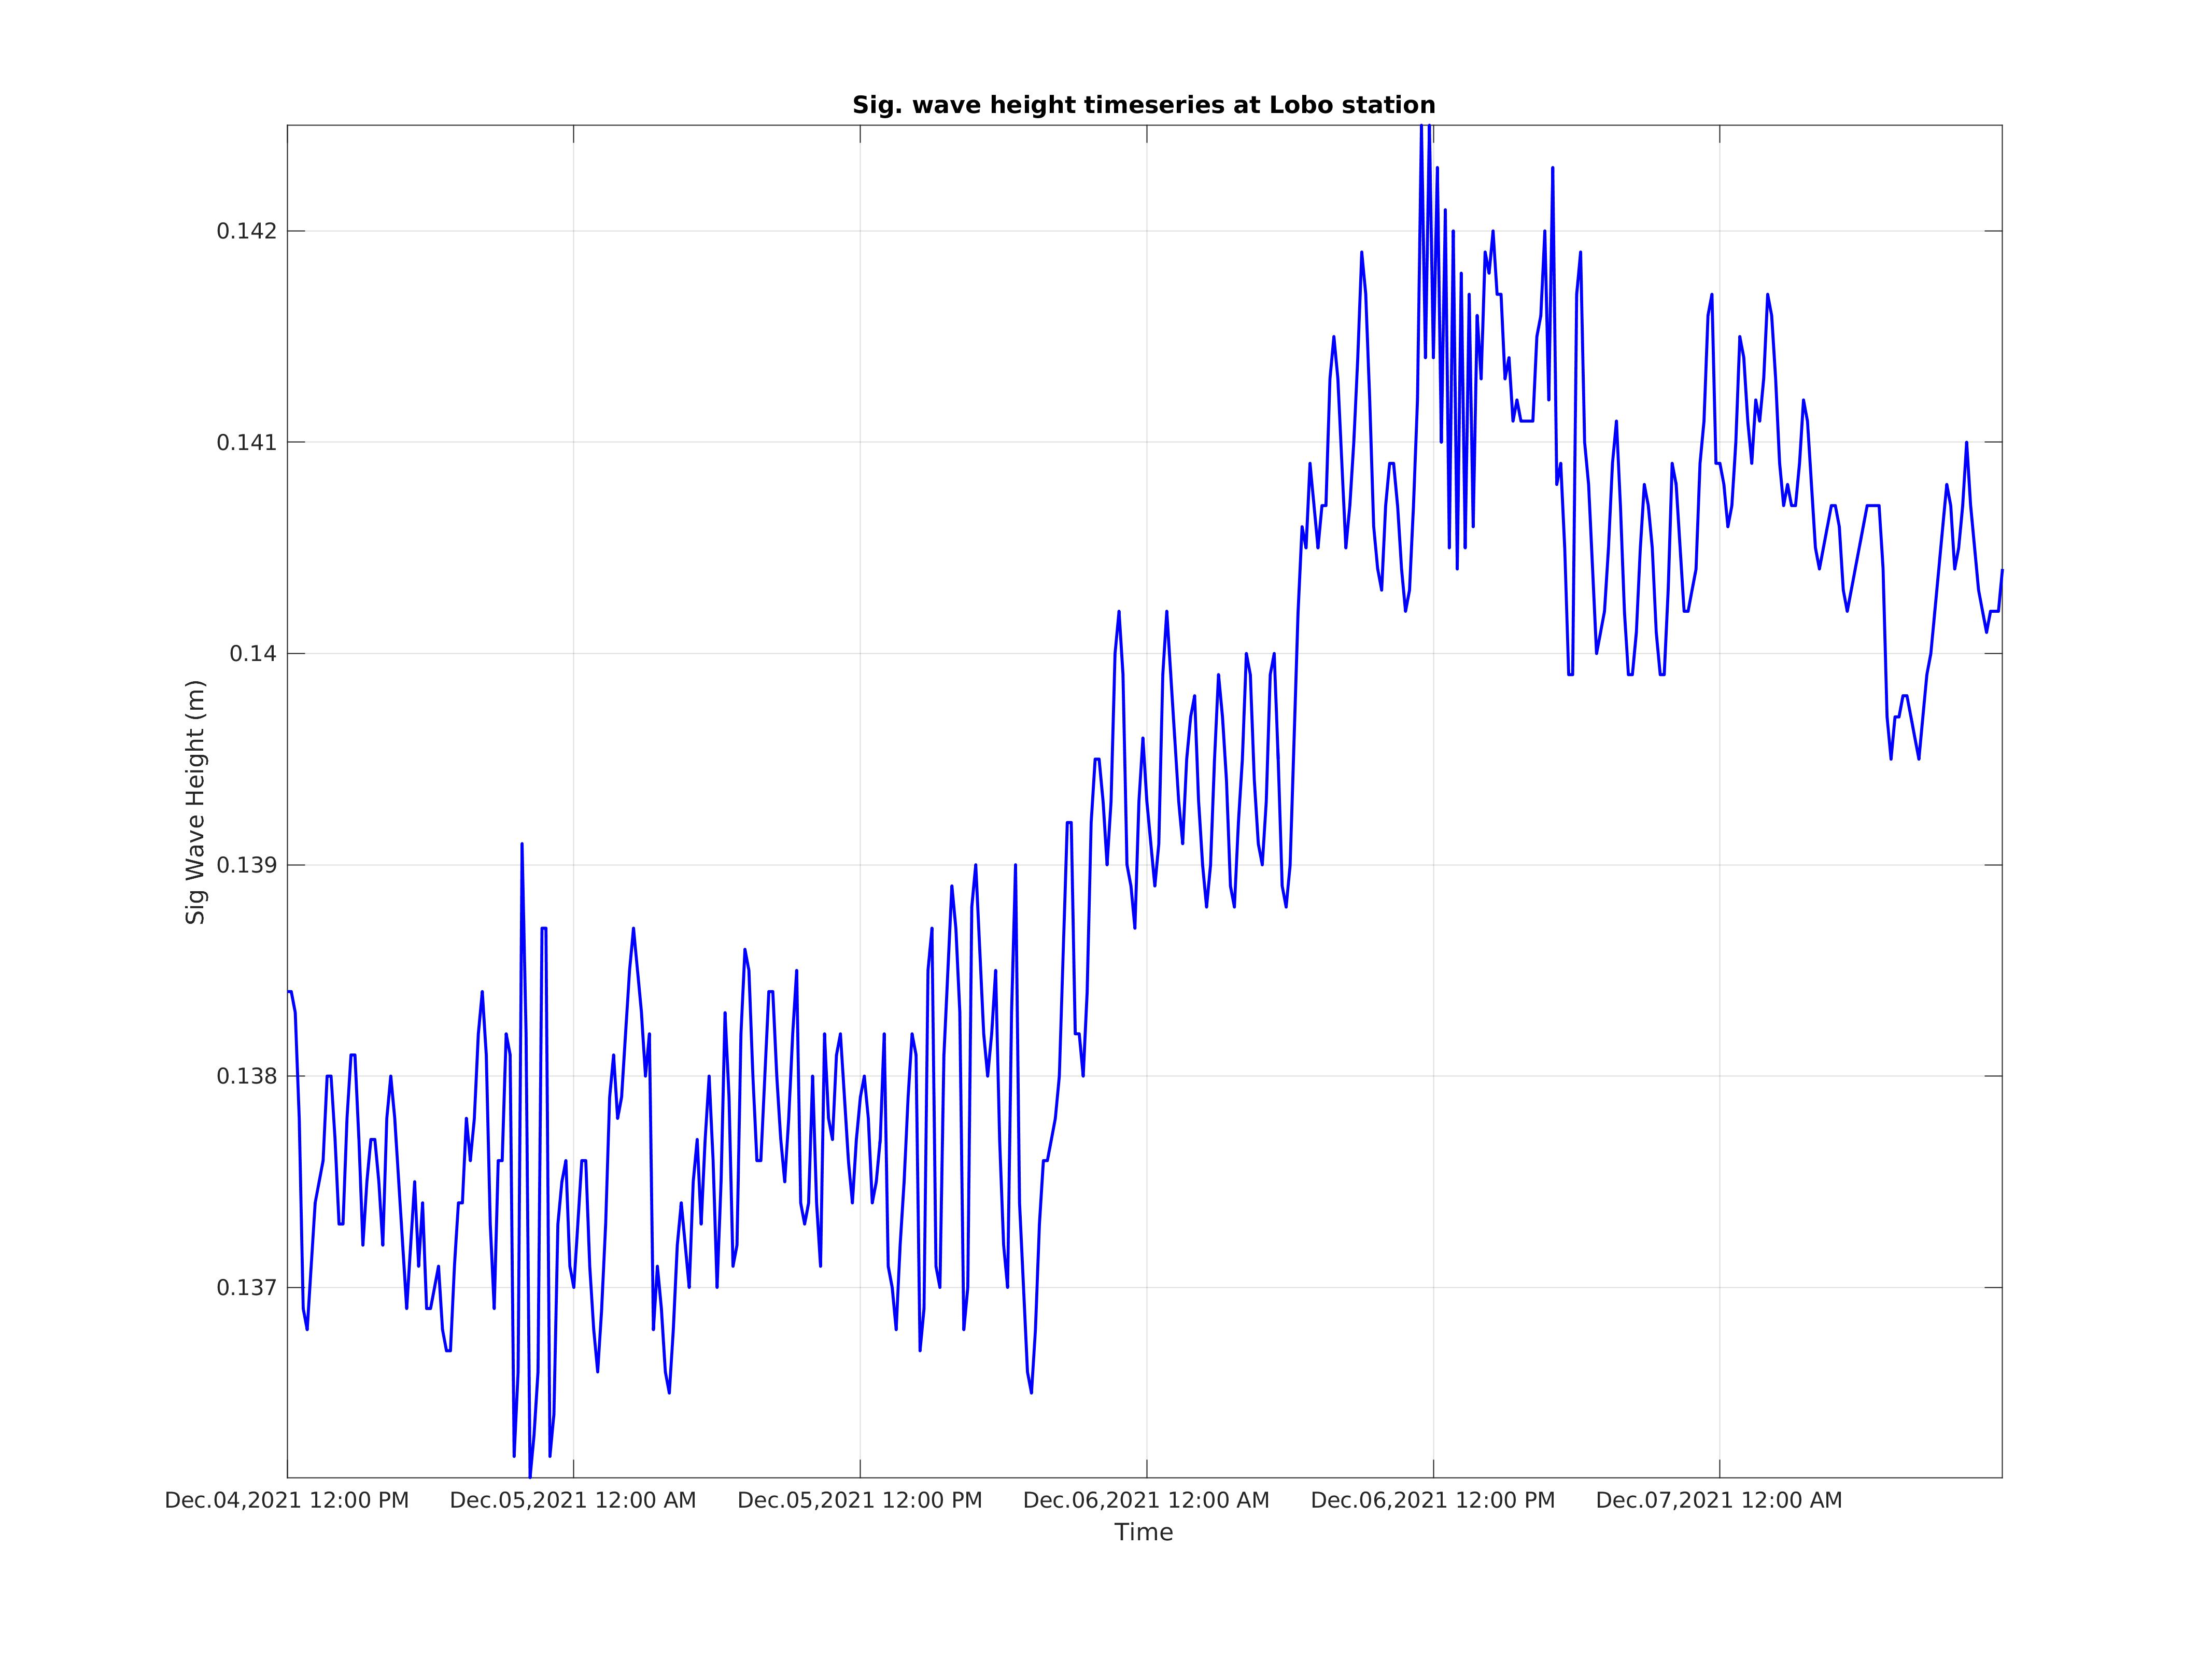 Sig. wave height timeseries at Lobo station
0.142
0.141
0.14
0.139
0.138
0.137
Sig Wave Height (m)
Dec.04,2021 12:00 PM
Dec.05,2021 12:00 AM
Dec.05,2021 12:00 PM
Dec.06,2021 12:00 AM
Dec.06,2021 12:00 PM
Dec.07,2021 12:00 AM
Time